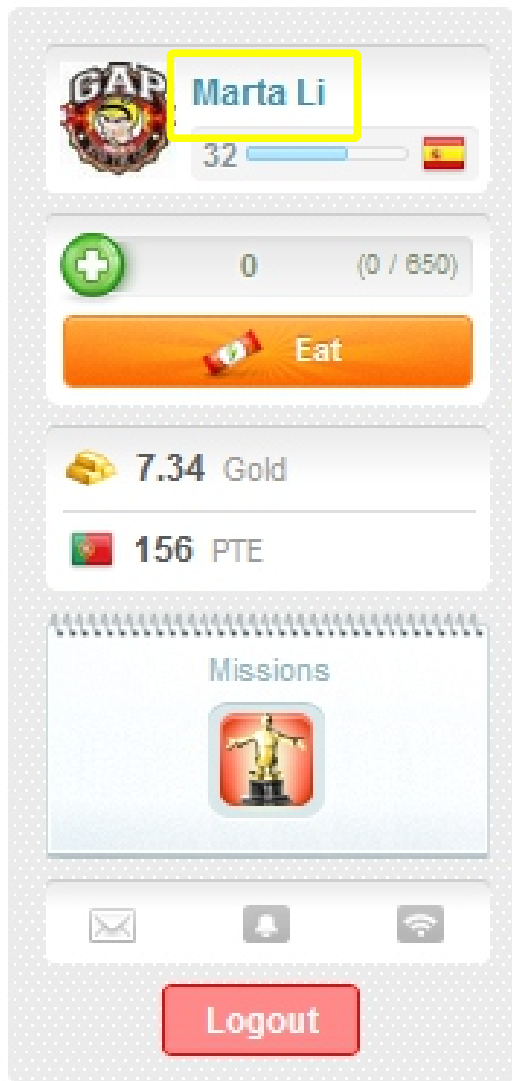 GAP
Marta Li
32
0 (0 / 650)
Eat
7.34 Gold
156 PTE
Missions
Logout